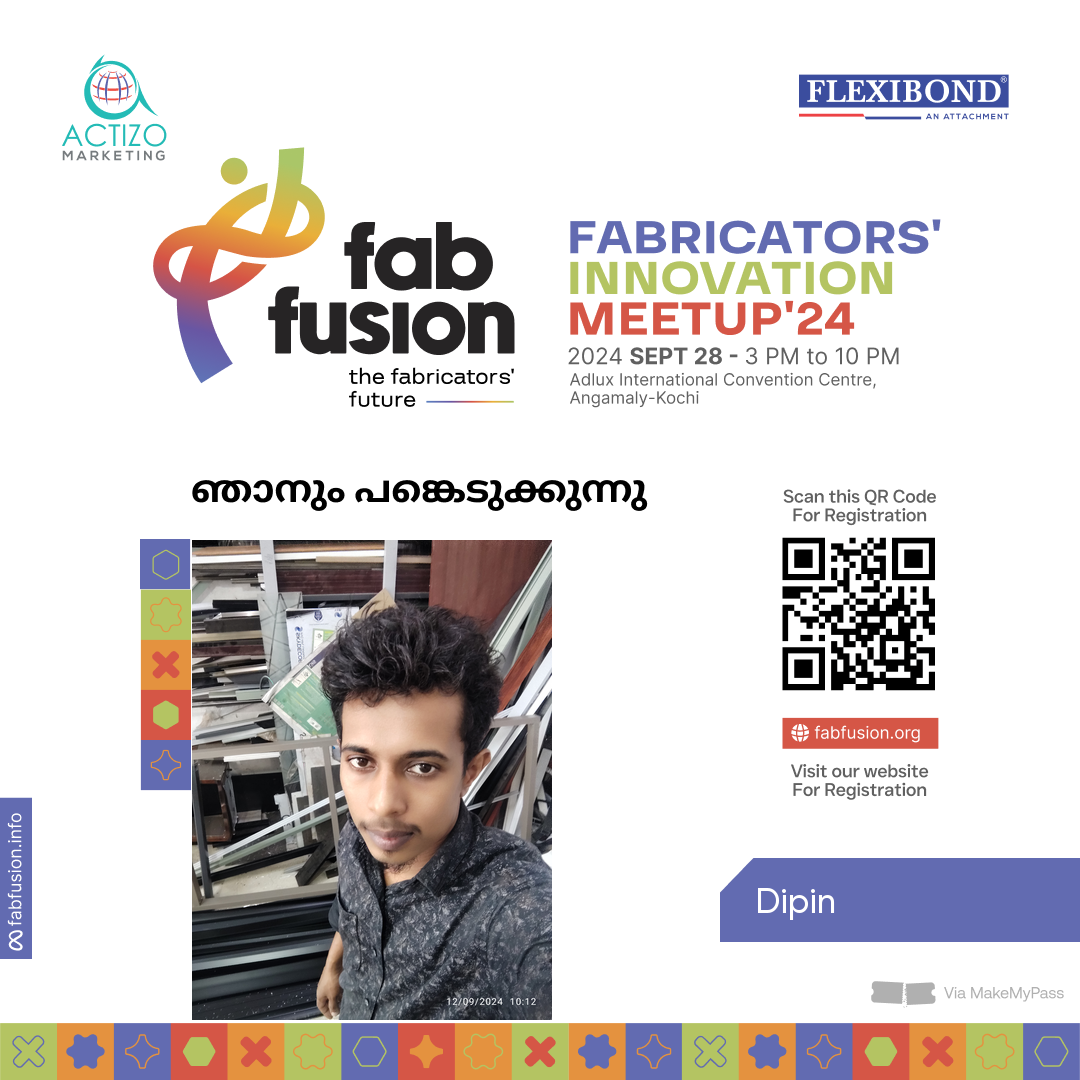 ACTIZO
MARKETING
FLEXIBOND®
AN ATTACHMENT
fab
fusion
the fabricators'
future
FABRICATORS'
INNOVATION
MEETUP'24
2024 SEPT 28 - 3 PM to 10 PM
Adlux International Convention Centre,
Angamaly-Kochi
ഞാനും പങ്കെടുക്കുന്നു
Scan this QR Code
For Registration
fabfusion.org
Visit our website
For Registration
fabfusion.info
12/09/2024 10:12
Dipin
Via MakeMyPass